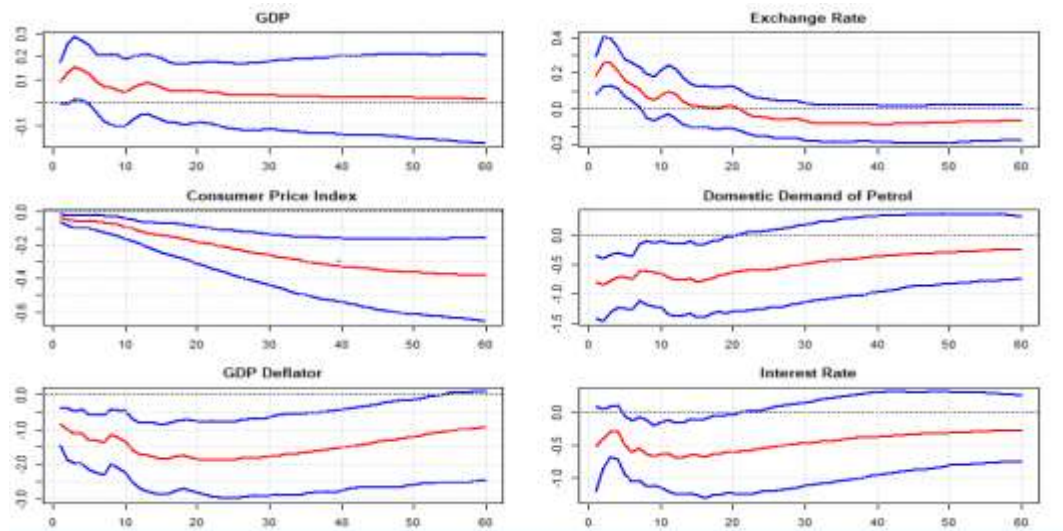 GDP
0.3
0.2
0.1
-0.1
0 10 20 30 40 50 60
Exchange Rate
0.4
0.2
0.0
-0.2
0 10 20 30 40 50 60
Consumer Price Index
0.0
-0.2
-0.4
-0.6
0 10 20 30 40 50 60
Domestic Demand of Petrol
0.0
-0.5
-1.0
-1.5
0 10 20 30 40 50 60
GDP Deflator
0.0
-1.0
-2.0
-3.0
0 10 20 30 40 50 60
Interest Rate
0.0
-0.5
-1.0
0 10 20 30 40 50 60